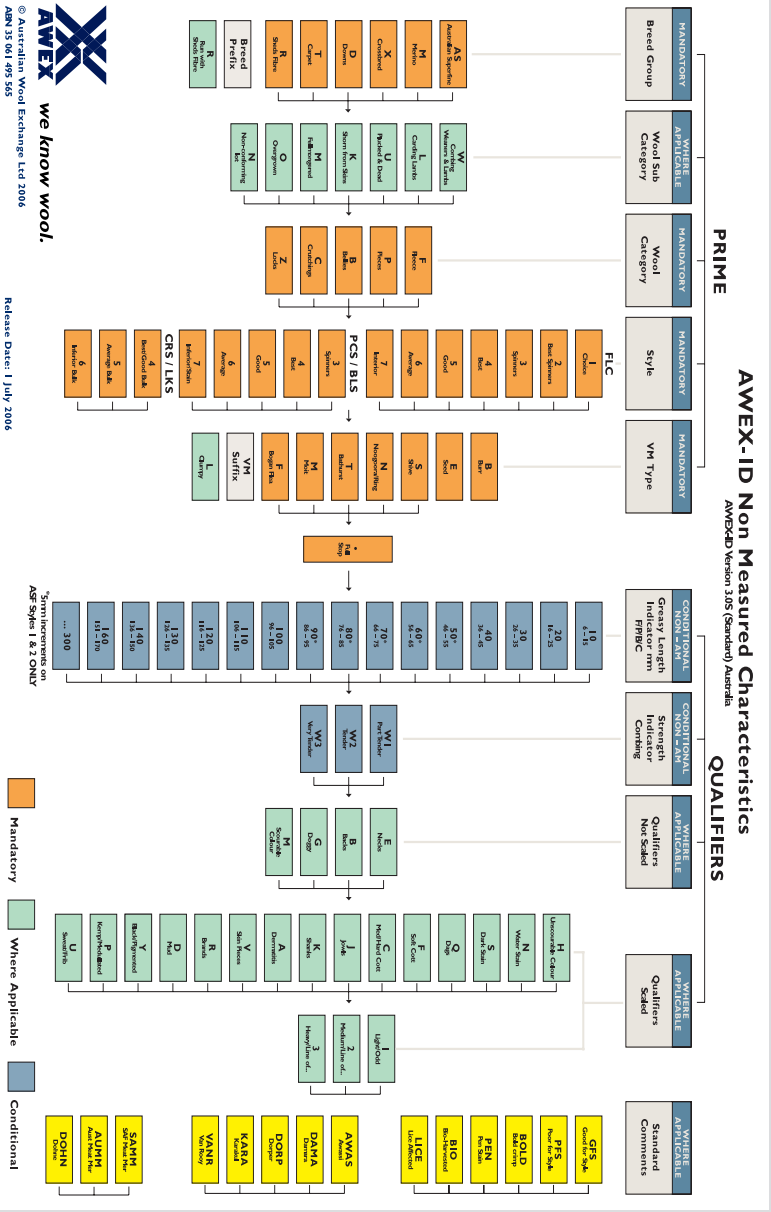 AWEX-ID Non Measured Characteristics
AWEX-ID Version 3.0S (Standard) Australia
PRIME
QUALIFIERS
MANDATORY
Breed Group
WHERE APPLICABLE
Wool Sub Category
MANDATORY
Wool Category
MANDATORY
Style
MANDATORY
VM Type
CONDITIONAL NON - AM
Greasy Length Indicator mm F/P/B/C
CONDITIONAL NON - AM
Strength Indicator Combing
WHERE APPLICABLE
Qualifiers Not Scaled
WHERE APPLICABLE
Qualifiers Scaled
WHERE APPLICABLE
Standard Comments
AS
Australian Superfine
M
Merino
X
Crossbred
D
Downs
T
Carpet
R
Sheds Fibre
Breed Prefix
R
Run with Sheds Fibre
W
Combing Weaners & Lambs
L
Carding Lambs
U
Plucked & Dead
K
Shorn from Skins
M
Fellmongered
O
Overgrown
N
Non-conforming lot
F
Fleece
P
Pieces
B
Bellies
C
Crutchings
Z
Locks
FLC
1
Choice
2
Best Spinners
3
Spinners
4
Best
5
Good
6
Average
7
Inferior
PCS / BLS
3
Spinners
4
Best
5
Good
6
Average
7
Inferior/Stain
CRS / LKS
4
Best/Good Bulk
5
Average Bulk
6
Inferior Bulk
B
Burr
E
Seed
S
Shive
N
Noogoora/Ring
T
Bathurst
M
Moit
F
Bogan Flea
VM Suffix
L
Clumpy
•
Full Stop
10
6 - 15
20
16 - 25
30
26 - 35
40
36 - 45
50*
46 - 55
60*
56 - 65
70*
66 - 75
80*
76 - 85
90*
86 - 95
100
96 - 105
110
106 - 115
120
116 - 125
130
126 - 135
140
136 - 150
160
151 - 170
... 300
*5mm increments on
ASF Styles 1 & 2 ONLY
W1
Part Tender
W2
Tender
W3
Very Tender
E
Necks
B
Backs
G
Doggy
M
Scourable Colour
H
Unscourable Colour
N
Water Stain
S
Dark Stain
Q
Dags
F
Soft Cott
C
Med/Hard Cott
J
Jowls
K
Shanks
A
Dermatitis
V
Skin Pieces
R
Brands
D
Mud
Y
Black/Pigmented
P
Kemp/Medullated
U
Sweat/Frib
1
Light/Odd
2
Medium/Line of...
3
Heavy/Line of...
GFS
Good for Style
PFS
Poor for Style
BOLD
Bold crimp
PEN
Pen Stain
BIO
Bio-Harvested
LICE
Lice Affected
AWAS
Awassi
DAMA
Damara
DORP
Dorper
KARA
Karakul
VANR
Van Rooy
SAMM
SAf Meat Mer
AUMM
Aust Meat Mer
DOHN
Dohne
AWEX
we know wool.
© Australian Wool Exchange Ltd 2006
ABN 35 061 495 565
Release Date: 1 July 2006
Mandatory
Where Applicable
Conditional